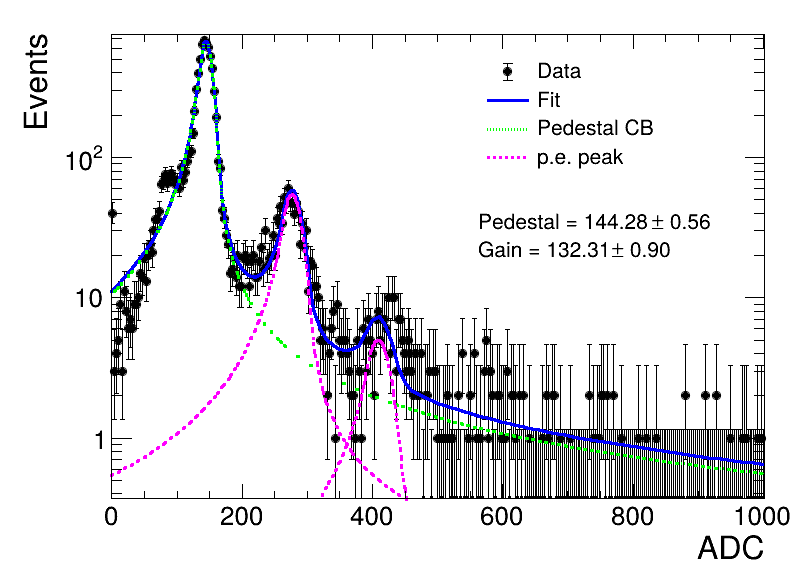 Events
Data
Fit
Pedestal CB
p.e. peak
10²
Pedestal = 144.28 ± 0.56
Gain = 132.31± 0.90
10
1
0 200 400 600 800 1000
ADC